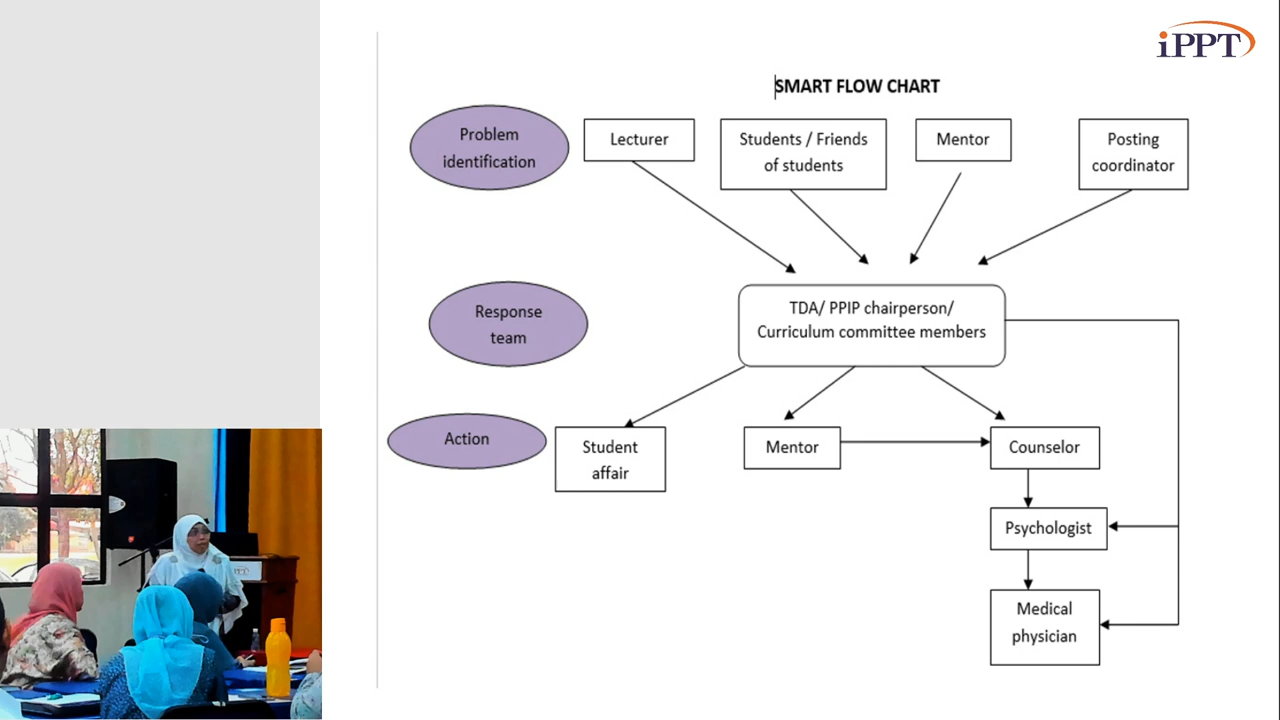 iPPT
SMART FLOW CHART
Problem
identification
Lecturer
Students / Friends
of students
Mentor
Posting
coordinator
Response
team
TDA/ PPIP chairperson/
Curriculum committee members
Action
Student
affair
Mentor
Counselor
Psychologist
Medical
physician